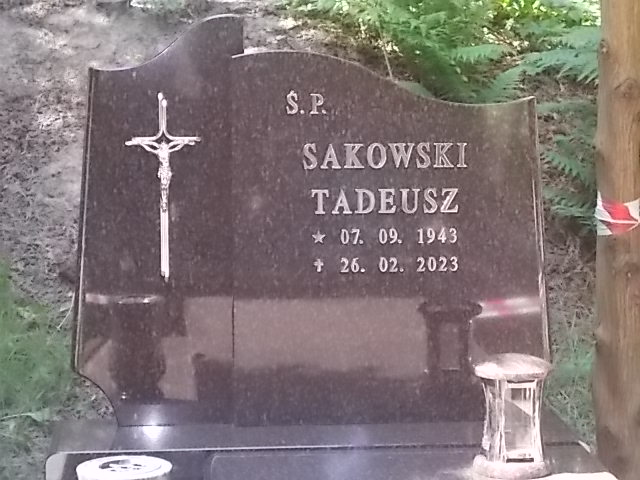 Ś.P.
SAKOWSKI
TADEUSZ
★ 07. 09. 1943
✝ 26. 02. 2023